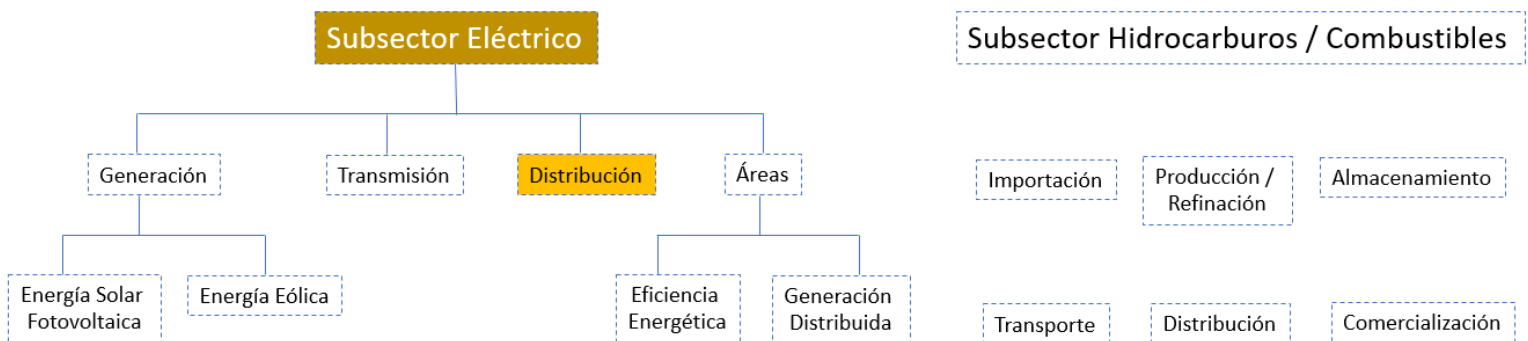 Subsector Eléctrico
Subsector Hidrocarburos / Combustibles
Generación
Transmisión
Distribución
Áreas
Importación
Producción /
Refinación
Almacenamiento
Energía Solar
Fotovoltaica
Energía Eólica
Eficiencia
Energética
Generación
Distribuida
Transporte
Distribución
Comercialización